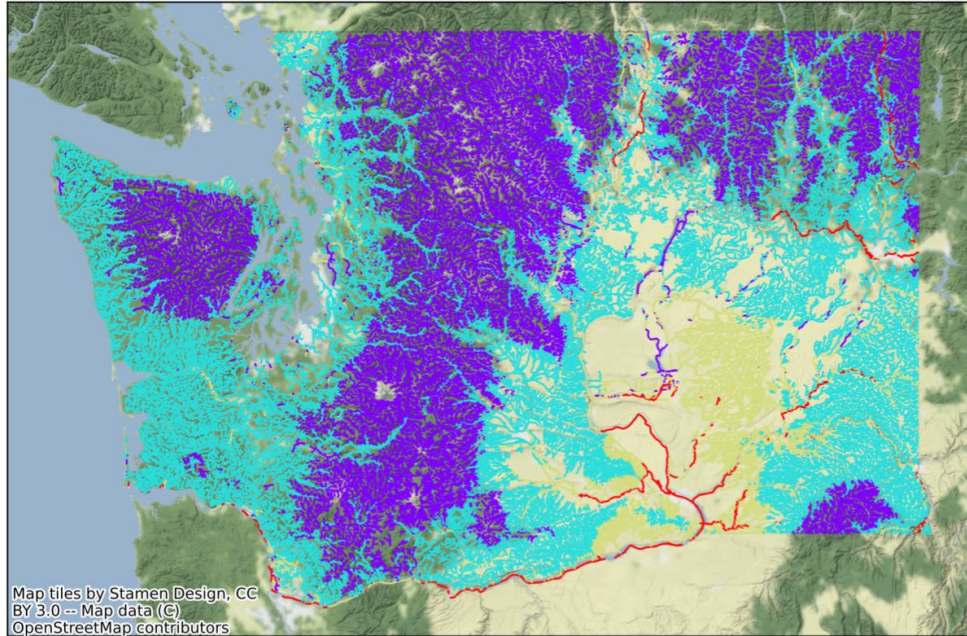 Map tiles by Stamen Design, CC
BY 3.0 -- Map data (C)
OpenStreetMap contributors